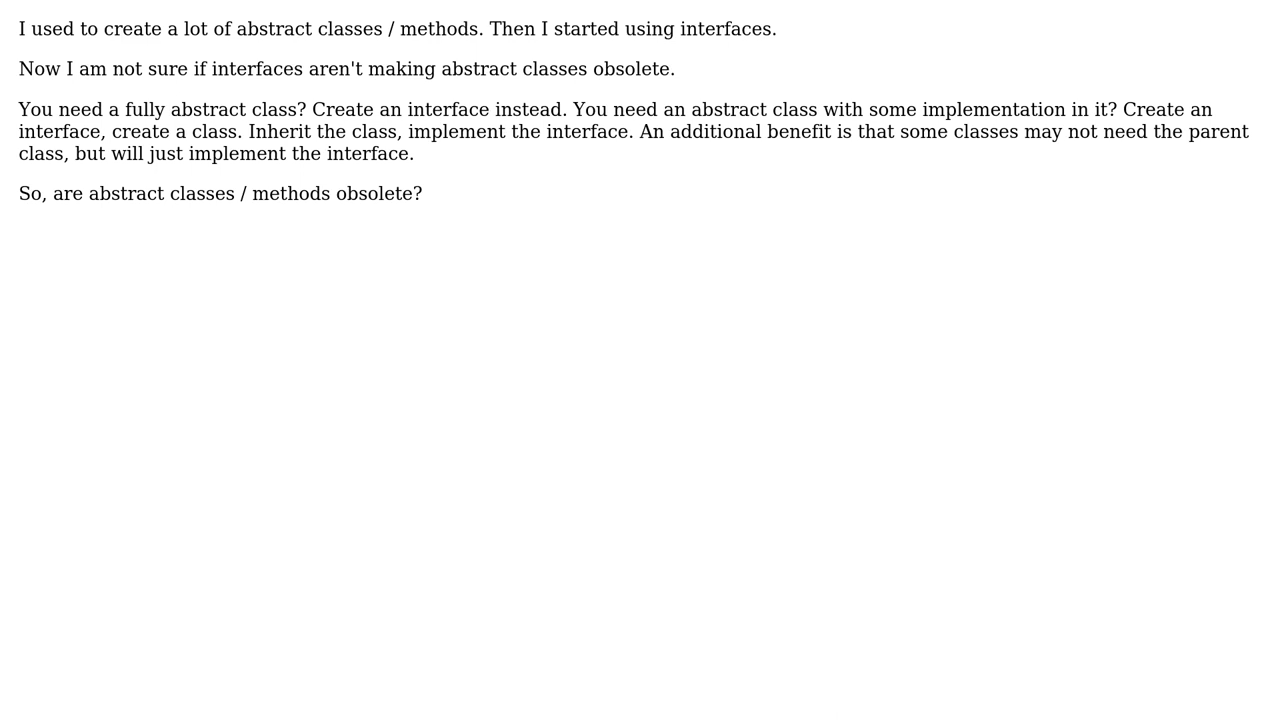 I used to create a lot of abstract classes / methods. Then I started using interfaces.
Now I am not sure if interfaces aren't making abstract classes obsolete.
You need a fully abstract class? Create an interface instead. You need an abstract class with some implementation in it? Create an
interface, create a class. Inherit the class, implement the interface. An additional benefit is that some classes may not need the parent
class, but will just implement the interface.
So, are abstract classes / methods obsolete?